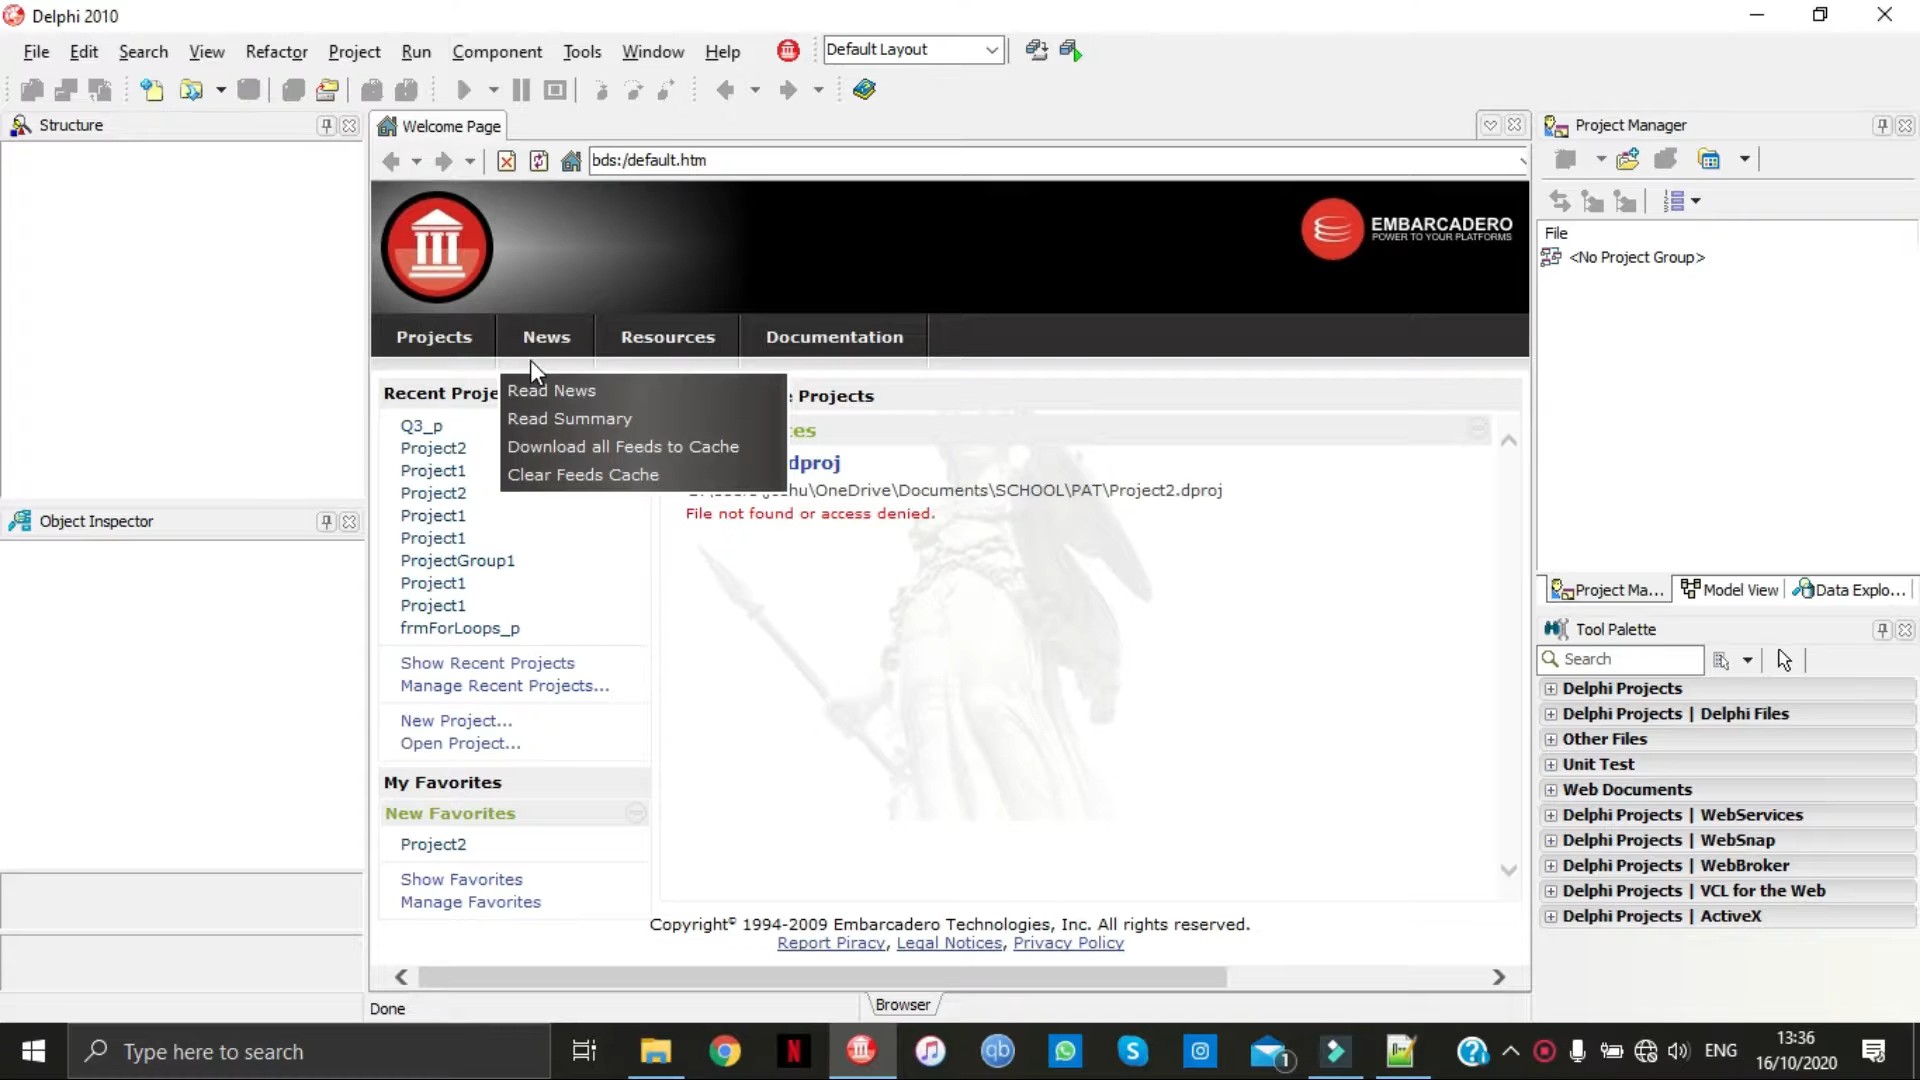 Delphi 2010
File Edit Search View Refactor Project Run Component Tools Window Help Default Layout
Structure
Welcome Page
bds:/default.htm
EMBARCADERO
POWER TO YOUR PLATFORMS
Projects News Resources Documentation
Read News
Read Summary
Download all Feeds to Cache
Clear Feeds Cache
Recent Proje
Q3_p
Project2
Project1
Project2
Project1
Project1
ProjectGroup1
Project1
Project1
frmForLoops_p
Show Recent Projects
Manage Recent Projects...
New Project...
Open Project...
My Favorites
New Favorites
Project2
Show Favorites
Manage Favorites
Projects
dproj
\OneDrive\Documents\SCHOOL\PAT\Project2.dproj
File not found or access denied.
Copyright© 1994-2009 Embarcadero Technologies, Inc. All rights reserved.
Report Piracy, Legal Notices, Privacy Policy
Done
Browser
Object Inspector
Project Manager
File
<No Project Group>
Project Ma... Model View Data Explo...
Tool Palette
Search
Delphi Projects
Delphi Projects | Delphi Files
Other Files
Unit Test
Web Documents
Delphi Projects | WebServices
Delphi Projects | WebSnap
Delphi Projects | WebBroker
Delphi Projects | VCL for the Web
Delphi Projects | ActiveX
Type here to search
N
qb
S
1
ENG
13:36
16/10/2020